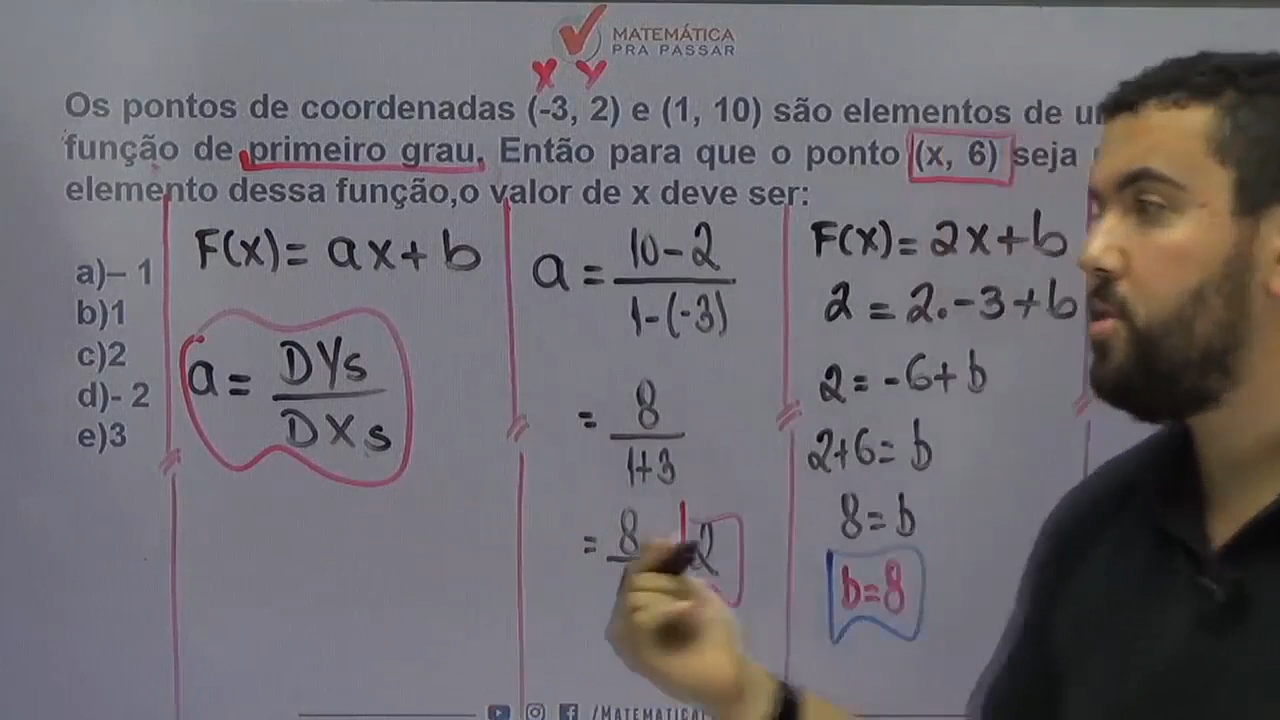 MATEMÁTICA
PRA PASSAR
X Y
Os pontos de coordenadas (-3, 2) e (1, 10) são elementos de
função de primeiro grau. Então para que o ponto (x, 6) seja
elemento dessa função,o valor de x deve ser:
a)– 1
b)1
c)2
d)- 2
e)3
F(X)= aX+b
a= DYs
DXs
a= 10-2
1-(-3)
= 8
1+3
= 8
2
F(X)= 2X+b
2 = 2.-3+b
2=-6+b
2+6=b
8=b
b=8